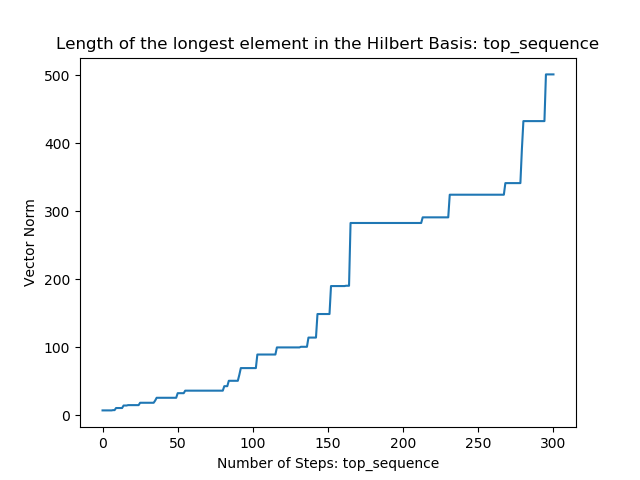 Length of the longest element in the Hilbert Basis: top_sequence
500
400
300
200
100
0
Vector Norm
0 50 100 150 200 250 300
Number of Steps: top_sequence